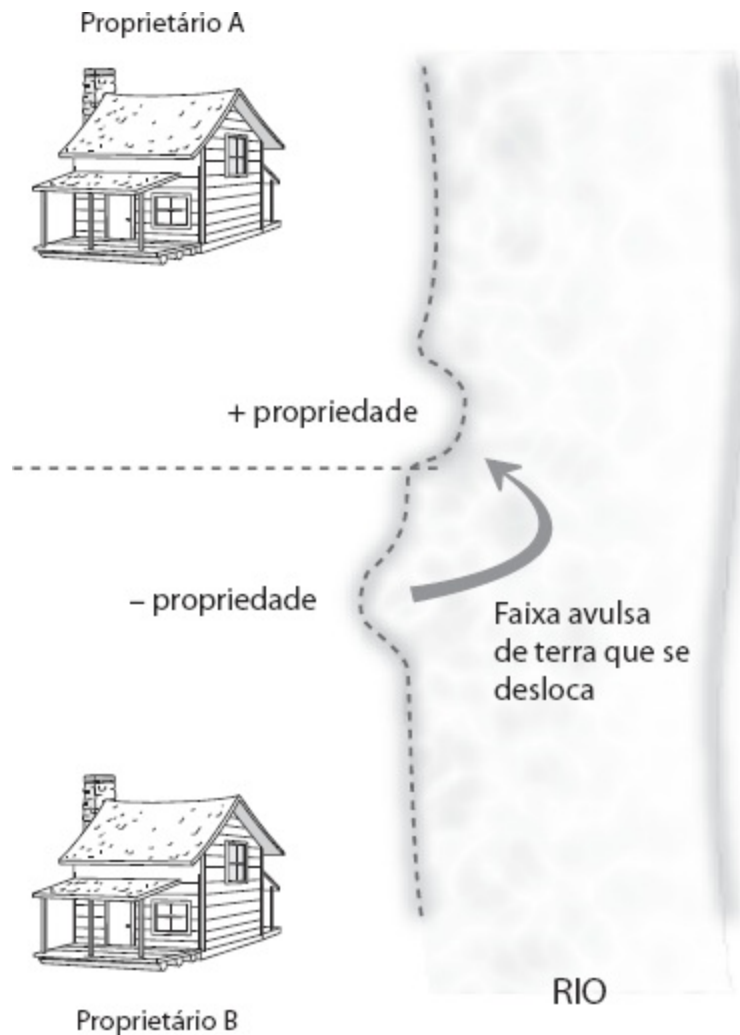 Proprietário A
+ propriedade
– propriedade
Faixa avulsa
de terra que se
desloca
RIO
Proprietário B